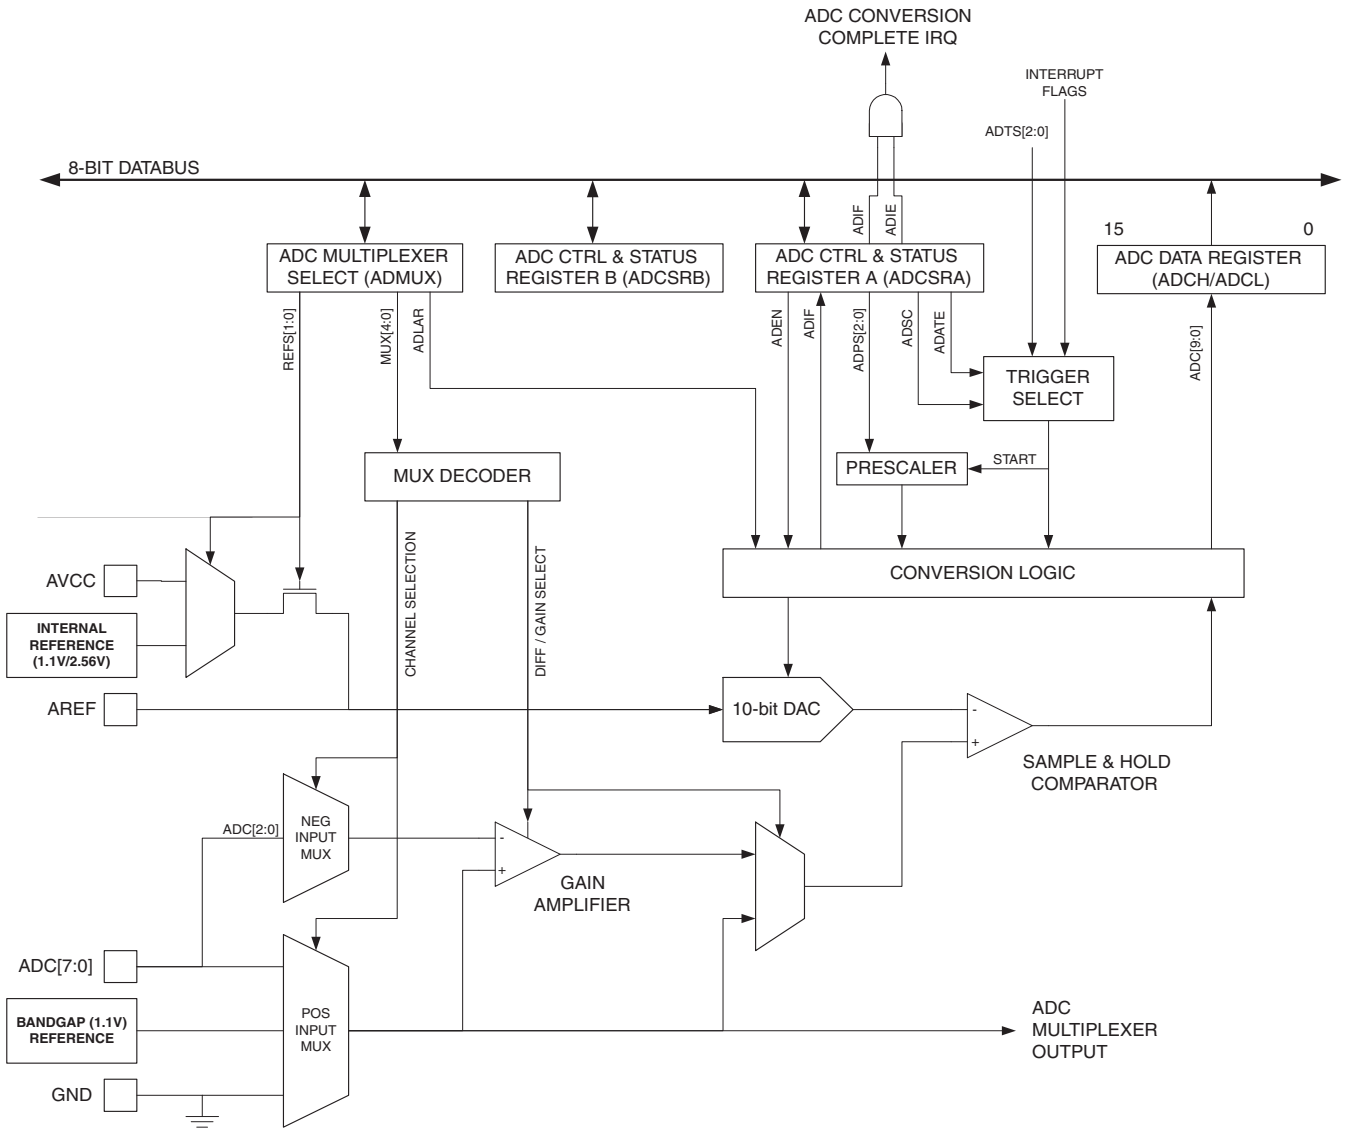 ADC CONVERSION
COMPLETE IRQ
INTERRUPT
FLAGS
ADTS[2:0]
8-BIT DATABUS
ADIF
ADIE
15
0
ADC MULTIPLEXER
SELECT (ADMUX)
ADC CTRL & STATUS
REGISTER B (ADCSRB)
ADC CTRL & STATUS
REGISTER A (ADCSRA)
ADC DATA REGISTER
(ADCH/ADCL)
REFS[1:0]
MUX[4:0]
ADLAR
ADEN
ADIF
ADPS[2:0]
ADSC
ADATE
ADC[9:0]
TRIGGER
SELECT
MUX DECODER
PRESCALER
START
CHANNEL SELECTION
DIFF / GAIN SELECT
AVCC
CONVERSION LOGIC
INTERNAL
REFERENCE
(1.1V/2.56V)
AREF
10-bit DAC
-
+
SAMPLE & HOLD
COMPARATOR
ADC[2:0]
NEG
INPUT
MUX
-
+
GAIN
AMPLIFIER
ADC[7:0]
BANDGAP (1.1V)
REFERENCE
POS
INPUT
MUX
ADC
MULTIPLEXER
OUTPUT
GND